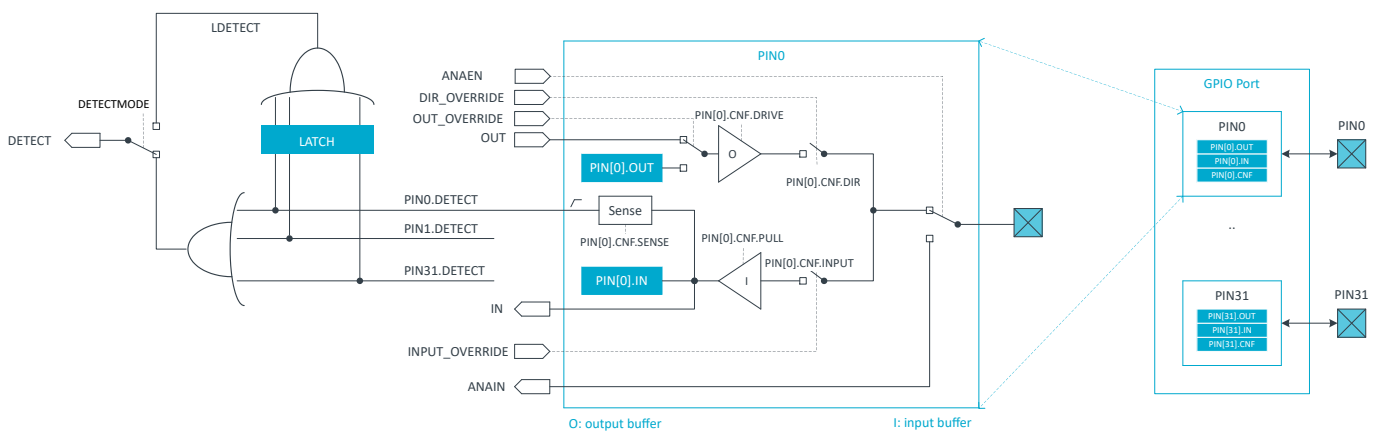 LDETECT
DETECTMODE
DETECT
LATCH
PIN0.DETECT
PIN1.DETECT
PIN31.DETECT
PIN0
ANAEN
DIR_OVERRIDE
OUT_OVERRIDE
OUT
PIN[0].CNF.DRIVE
O
PIN[0].OUT
PIN[0].CNF.DIR
Sense
PIN[0].CNF.SENSE
PIN[0].CNF.PULL
PIN[0].CNF.INPUT
PIN[0].IN
I
IN
INPUT_OVERRIDE
ANAIN
O: output buffer
I: input buffer
GPIO Port
PIN0
PIN[0].OUT
PIN[0].IN
PIN[0].CNF
PIN0
..
PIN31
PIN[31].OUT
PIN[31].IN
PIN[31].CNF
PIN31